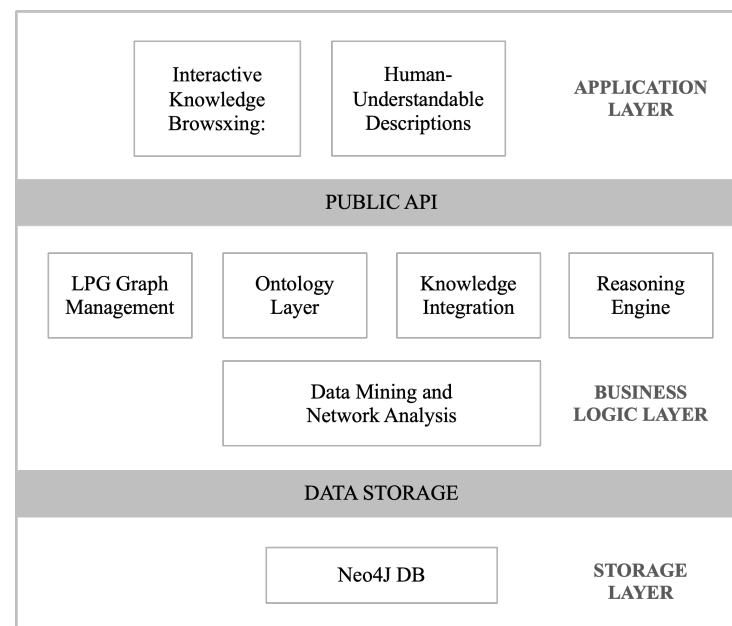 Interactive
Knowledge
Browsxing:
Human-
Understandable
Descriptions
APPLICATION
LAYER
PUBLIC API
LPG Graph
Management
Ontology
Layer
Knowledge
Integration
Reasoning
Engine
Data Mining and
Network Analysis
BUSINESS
LOGIC LAYER
DATA STORAGE
Neo4J DB
STORAGE
LAYER